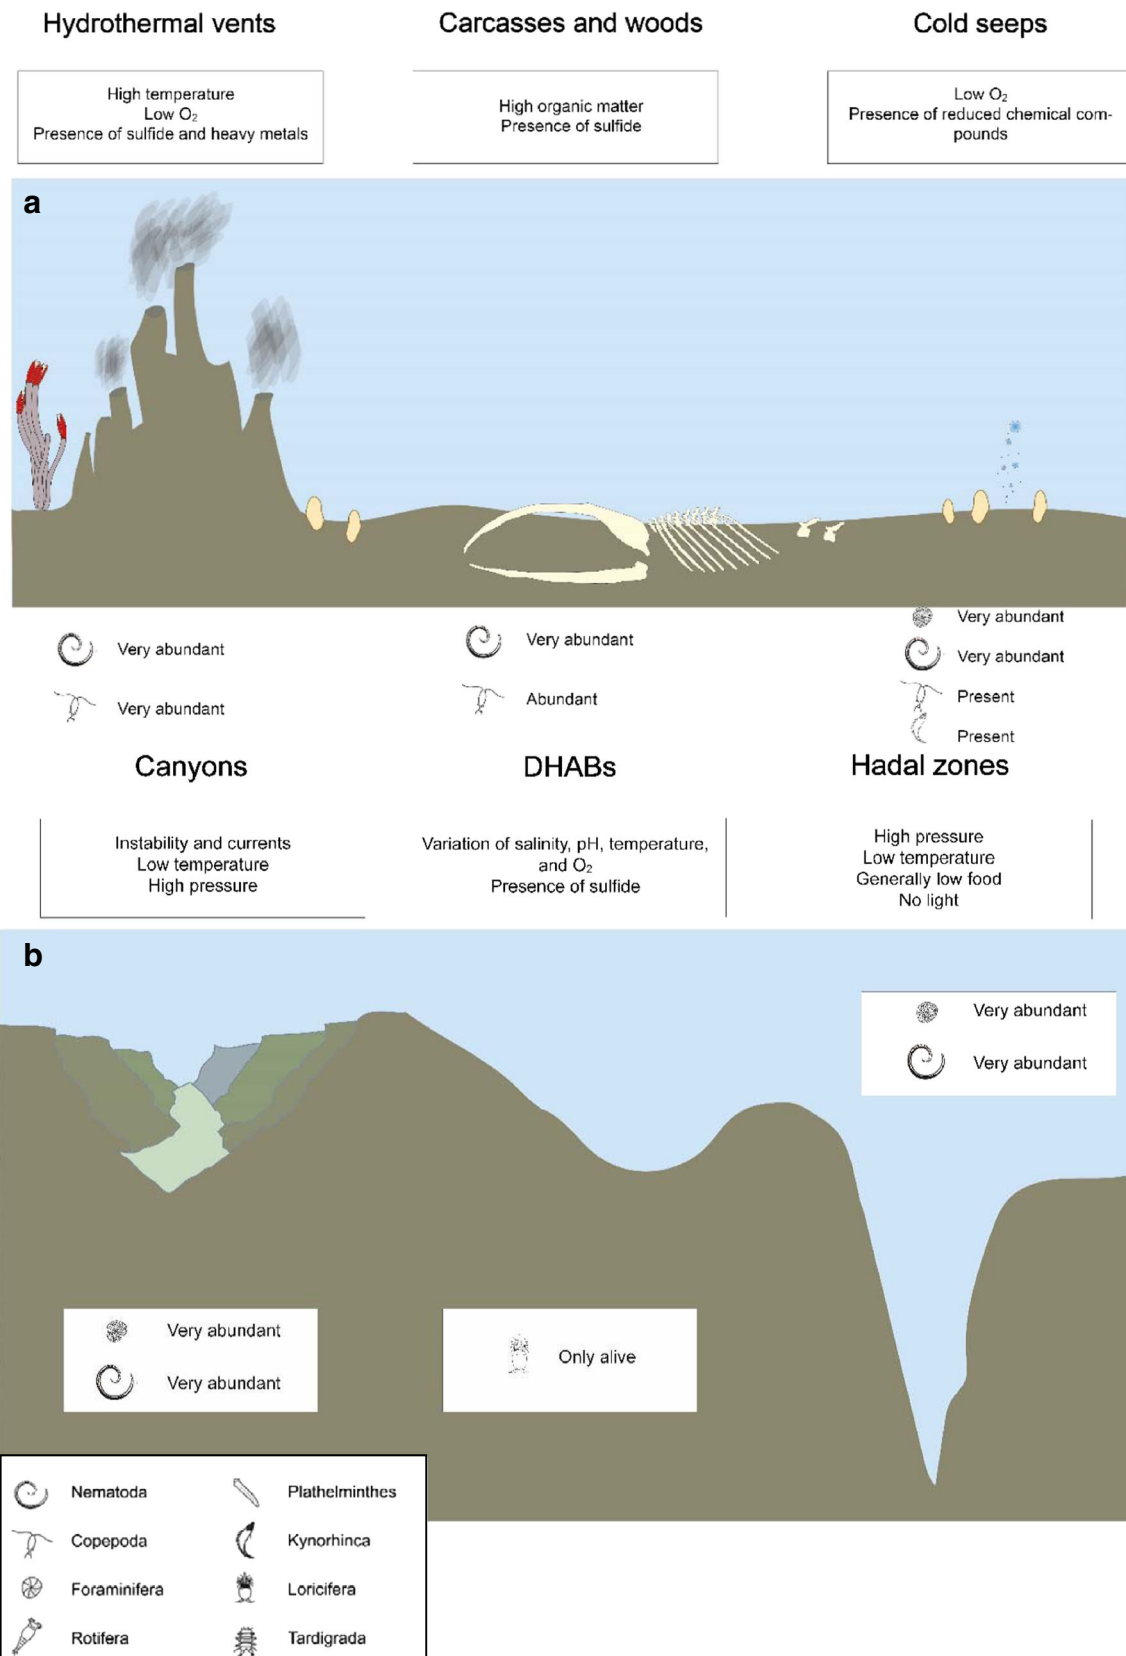 Hydrothermal vents
Carcasses and woods
Cold seeps
High temperature
Low O₂
Presence of sulfide and heavy metals
High organic matter
Presence of sulfide
Low O₂
Presence of reduced chemical com-
pounds
a
Very abundant
Very abundant
Very abundant
Abundant
Very abundant
Very abundant
Present
Present
Canyons
DHABs
Hadal zones
Instability and currents
Low temperature
High pressure
Variation of salinity, pH, temperature,
and O₂
Presence of sulfide
High pressure
Low temperature
Generally low food
No light
b
Very abundant
Very abundant
Very abundant
Very abundant
Only alive
Nematoda
Plathelminthes
Copepoda
Kynorhinca
Foraminifera
Loricifera
Rotifera
Tardigrada